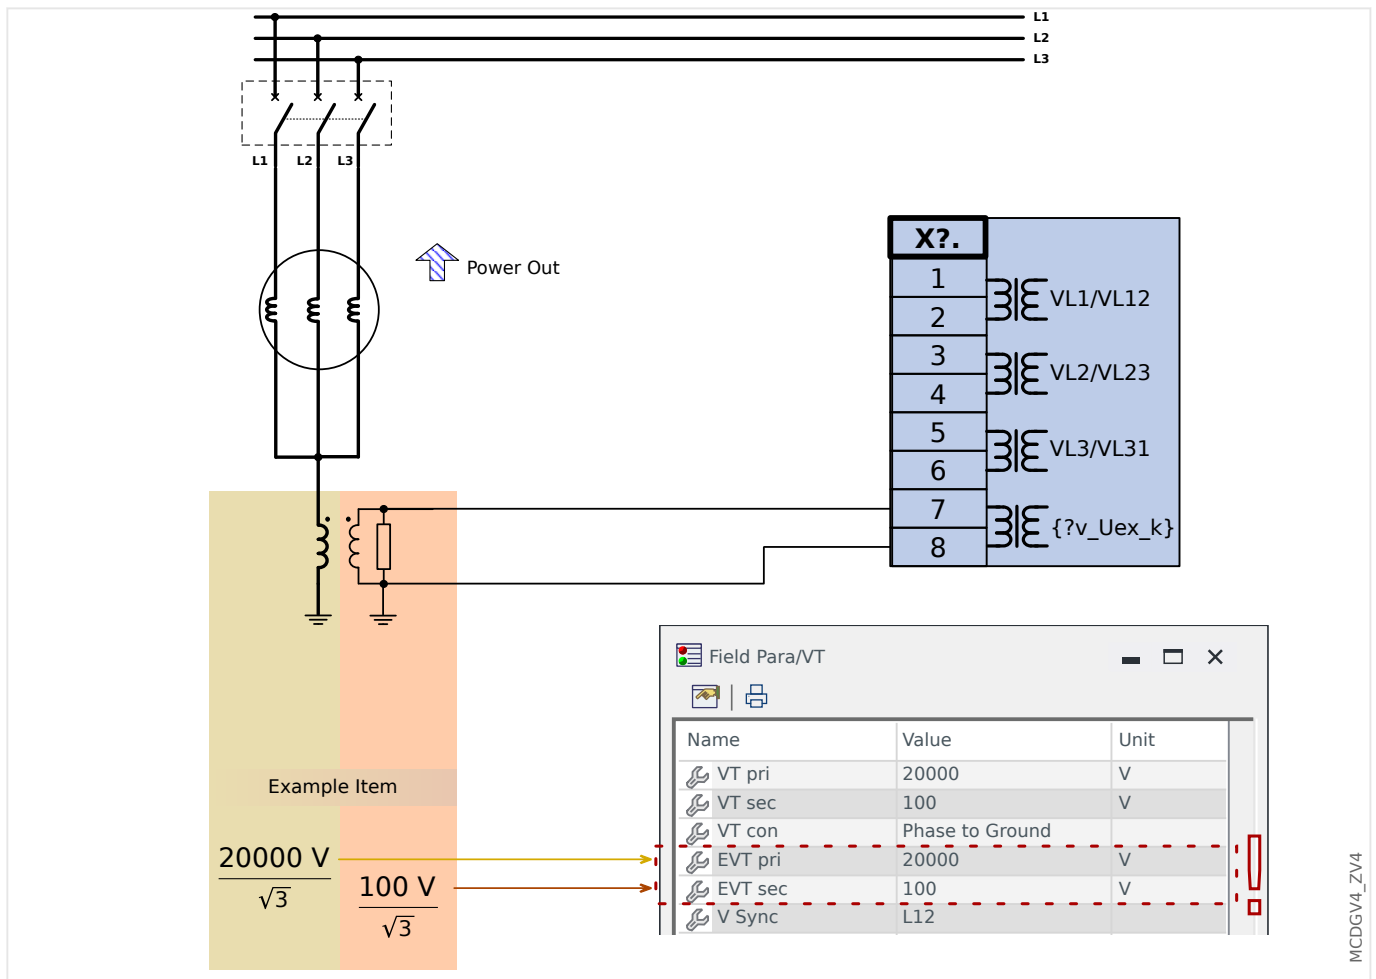 L1
L2
L3
L1 L2 L3
Power Out
X?.
1
2
3
4
5
6
7
8
VL1/VL12
VL2/VL23
VL3/VL31
{?v_Uex_k}
Example Item
20000 V
√3
100 V
√3
Field Para/VT
Name Value Unit
VT pri 20000 V
VT sec 100 V
VT con Phase to Ground
EVT pri 20000 V
EVT sec 100 V
V Sync L12
MCDGV4_ZV4